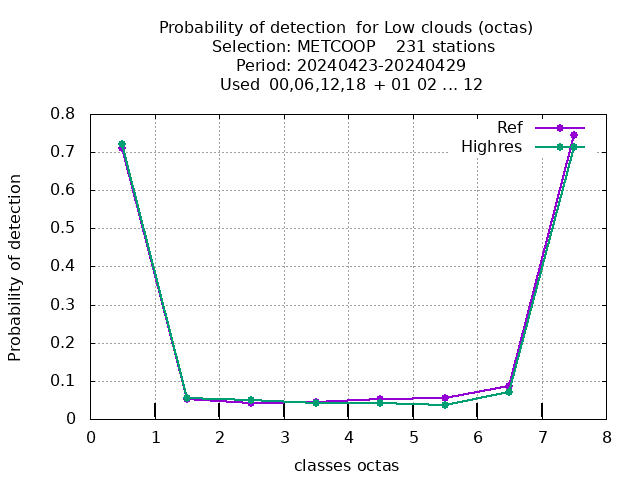 Probability of detection  for Low clouds (octas)
Selection: METCOOP    231 stations
Period: 20240423-20240429
Used  00,06,12,18  + 01 02 ... 12
Ref
Highres
Probability of detection
0.8
0.7
0.6
0.5
0.4
0.3
0.2
0.1
0
0 1 2 3 4 5 6 7 8
classes octas